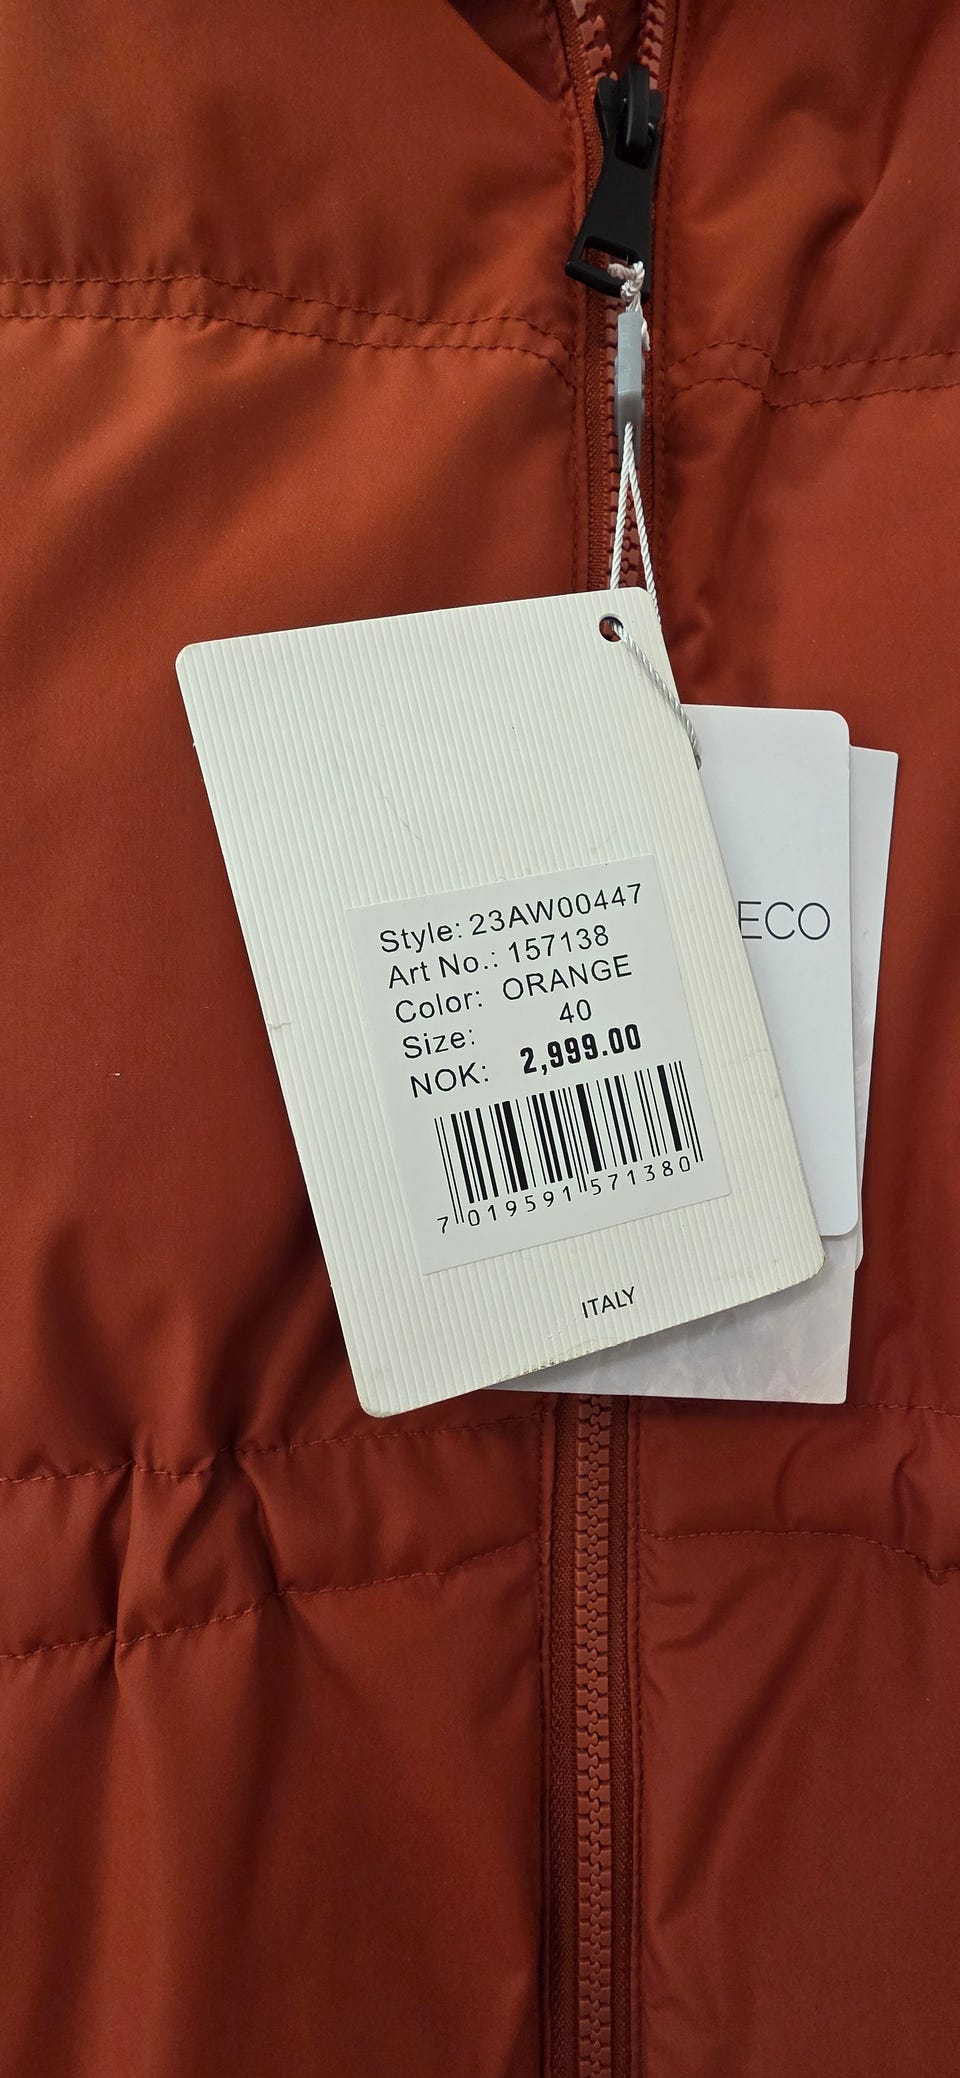 Style: 23AW00447
Art No.: 157138
Color: ORANGE
Size: 40
NOK: 2,999.00
7 019591 571380
ITALY
ECO